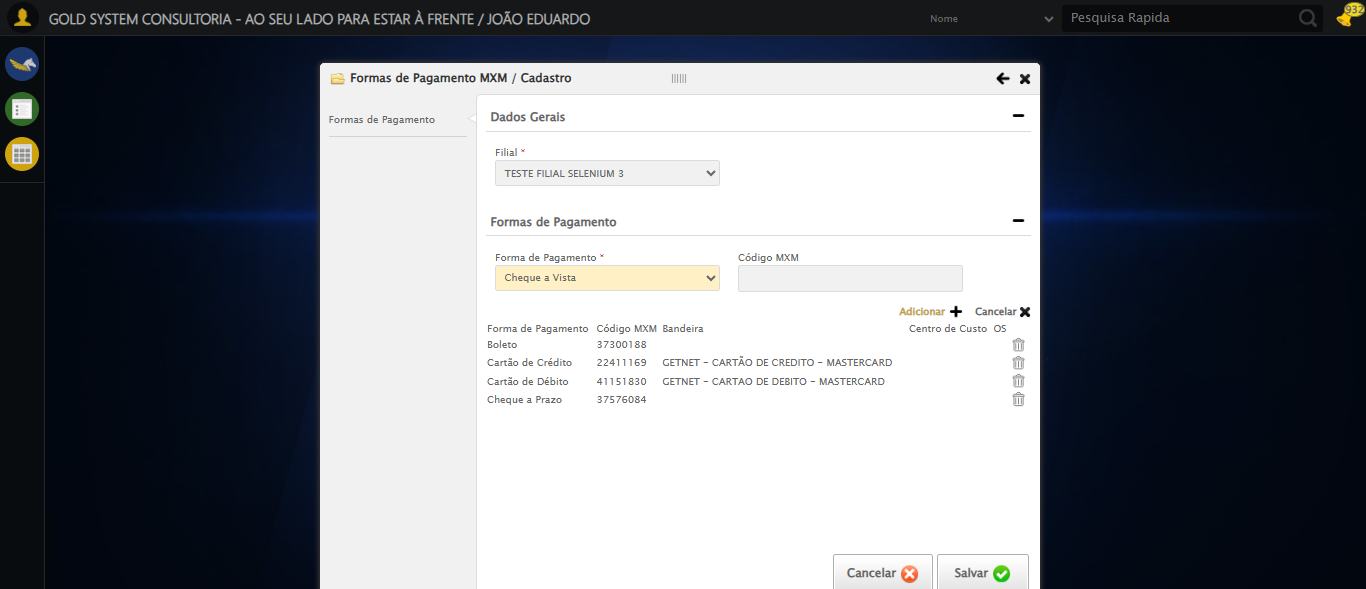 GOLD SYSTEM CONSULTORIA - AO SEU LADO PARA ESTAR À FRENTE / JOÃO EDUARDO
Nome
Pesquisa Rapida
932
Formas de Pagamento MXM / Cadastro
Formas de Pagamento
Dados Gerais
Filial *
TESTE FILIAL SELENIUM 3
Formas de Pagamento
Forma de Pagamento * Código MXM
Cheque a Vista
Adicionar Cancelar
Forma de Pagamento Código MXM Bandeira Centro de Custo OS
Boleto 37300188
Cartão de Crédito 22411169 GETNET - CARTÃO DE CREDITO - MASTERCARD
Cartão de Débito 41151830 GETNET - CARTAO DE DEBITO - MASTERCARD
Cheque a Prazo 37576084
Cancelar Salvar